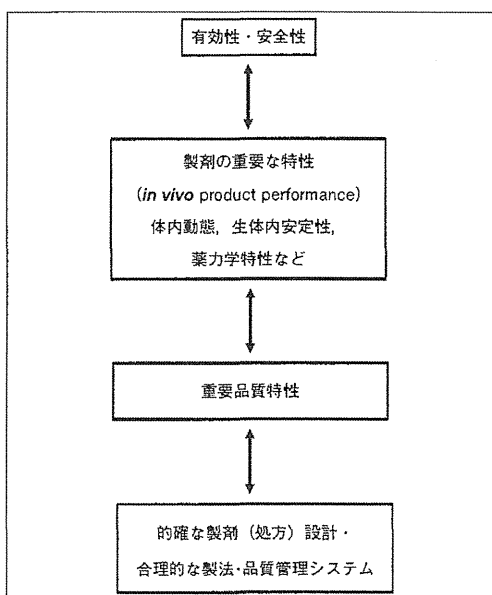 有効性・安全性
製剤の重要な特性
(in vivo product performance)
体内動態,生体内安定性,
薬力学特性など
重要品質特性
的確な製剤(処方)設計・
合理的な製法・品質管理システム